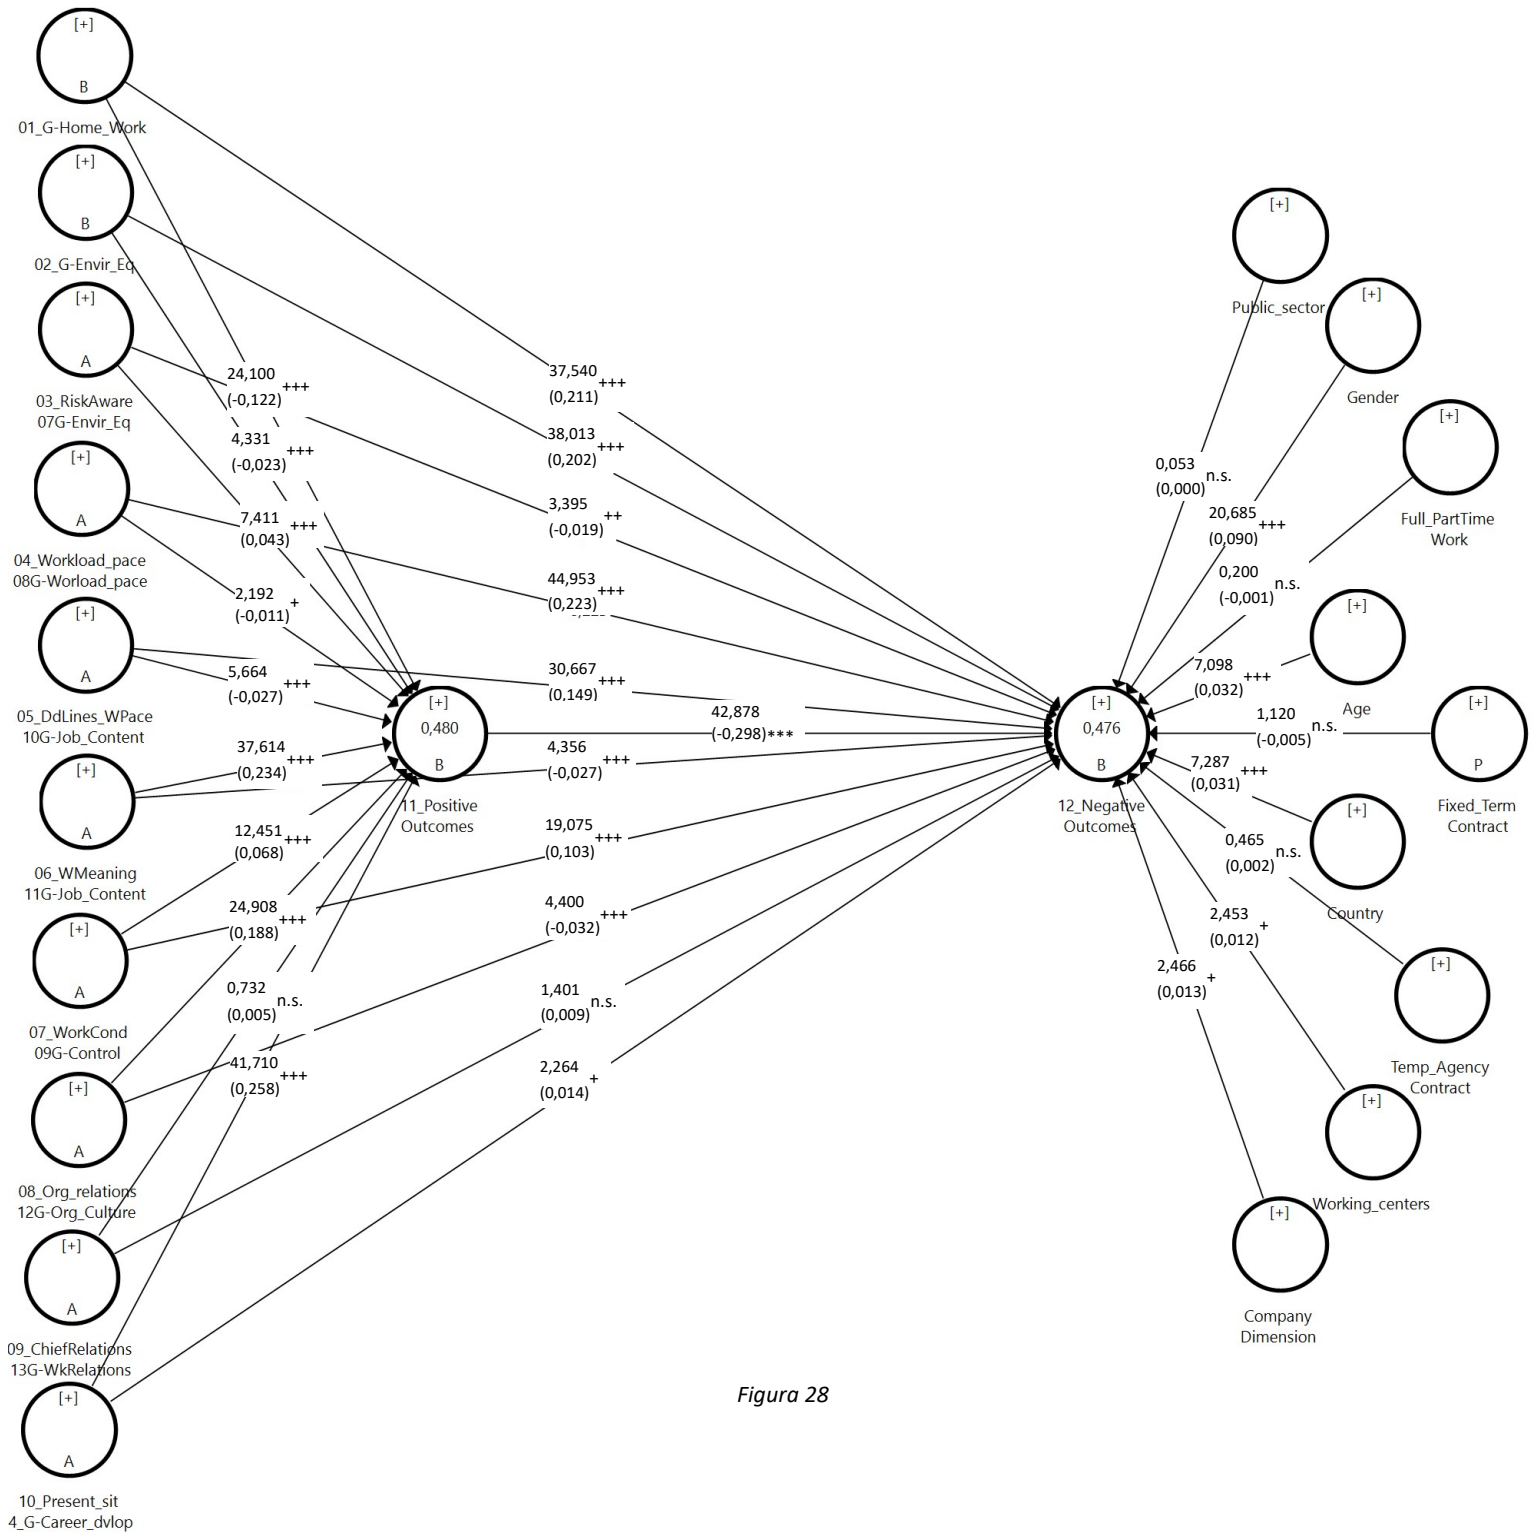 [+]
B
01_G-Home_Work
[+]
B
02_G-Envir_Eq
[+]
A
03_RiskAware
07G-Envir_Eq
[+]
A
04_Workload_pace
08G-Worload_pace
[+]
A
05_DdLines_WPace
10G-Job_Content
[+]
A
06_WMeaning
11G-Job_Content
[+]
A
07_WorkCond
09G-Control
[+]
A
08_Org_relations
12G-Org_Culture
[+]
A
09_ChiefRelations
13G-WkRelations
[+]
A
10_Present_sit
4_G-Career_dvlop
24,100
(-0,122) +++
4,331
(-0,023) +++
7,411
(0,043) +++
2,192
(-0,011) +
5,664
(-0,027) +++
37,614
(0,234) +++
12,451
(0,068) +++
24,908
(0,188) +++
0,732
(0,005) n.s.
41,710
(0,258) +++
[+]
0,480
B
11_Positive
Outcomes
37,540
(0,211) +++
38,013
(0,202) +++
3,395
(-0,019) ++
44,953
(0,223) +++
30,667
(0,149) +++
42,878
(-0,298)***
4,356
(-0,027) +++
19,075
(0,103) +++
4,400
(-0,032) +++
1,401
(0,009) n.s.
2,264
(0,014) +
[+]
0,476
B
12_Negative
Outcomes
0,053
(0,000) n.s.
20,685
(0,090) +++
0,200
(-0,001) n.s.
7,098
(0,032) +++
1,120
(-0,005) n.s.
7,287
(0,031) +++
0,465
(0,002) n.s.
2,453
(0,012) +
2,466
(0,013) +
[+]
Public_sector
[+]
Gender
[+]
Full_PartTime
Work
[+]
Age
[+]
P
Fixed_Term
Contract
[+]
Country
[+]
Temp_Agency
Contract
[+]
Working_centers
[+]
Company
Dimension
Figura 28